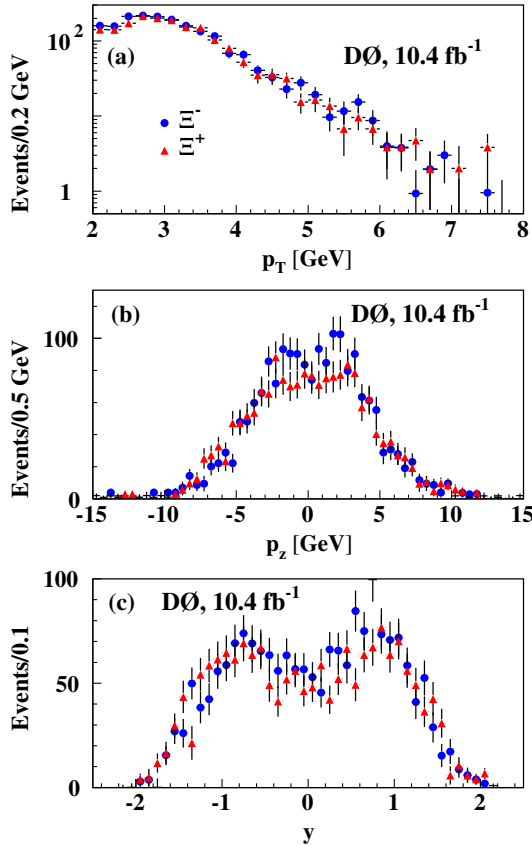 10²
(a)
DØ, 10.4 fb⁻¹
Events/0.2 GeV
Ξ⁻
Ξ⁺
1
2 3 4 5 6 7 8
p_T [GeV]
(b)
DØ, 10.4 fb⁻¹
100
Events/0.5 GeV
0
-15 -10 -5 0 5 10 15
p_z [GeV]
100
(c)
DØ, 10.4 fb⁻¹
Events/0.1
50
0
-2 -1 0 1 2
y